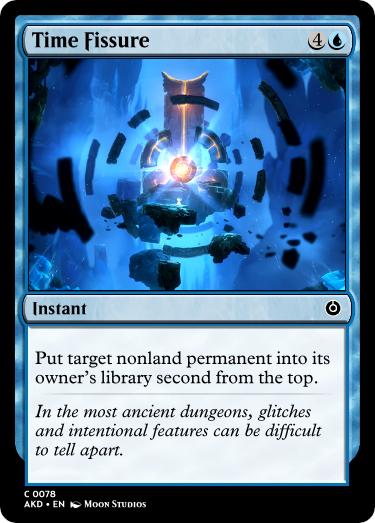 Time Fissure 4
Instant
Put target nonland permanent into its
owner's library second from the top.
In the most ancient dungeons, glitches
and intentional features can be difficult
to tell apart.
C 0078
AKD • EN Moon Studios